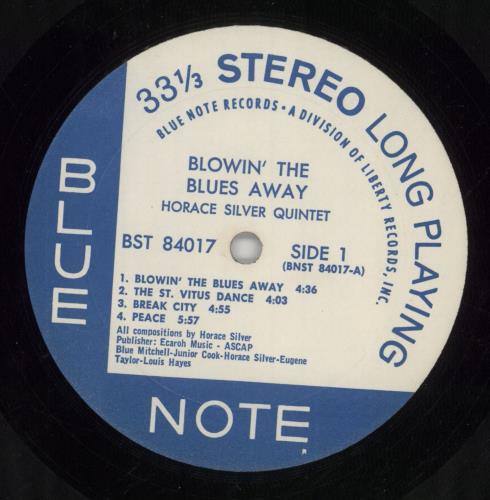 33⅓ STEREO LONG PLAYING
BLUE NOTE RECORDS • A DIVISION OF LIBERTY RECORDS, INC.
BLOWIN' THE
BLUES AWAY
HORACE SILVER QUINTET
BST 84017
SIDE 1
(BNST 84017-A)
1. BLOWIN' THE BLUES AWAY 4:36
2. THE ST. VITUS DANCE 4:03
3. BREAK CITY 4:55
4. PEACE 5:57
All compositions by Horace Silver
Publisher: Ecaroh Music - ASCAP
Blue Mitchell-Junior Cook-Horace Silver-Eugene
Taylor-Louis Hayes
BLUE
NOTE